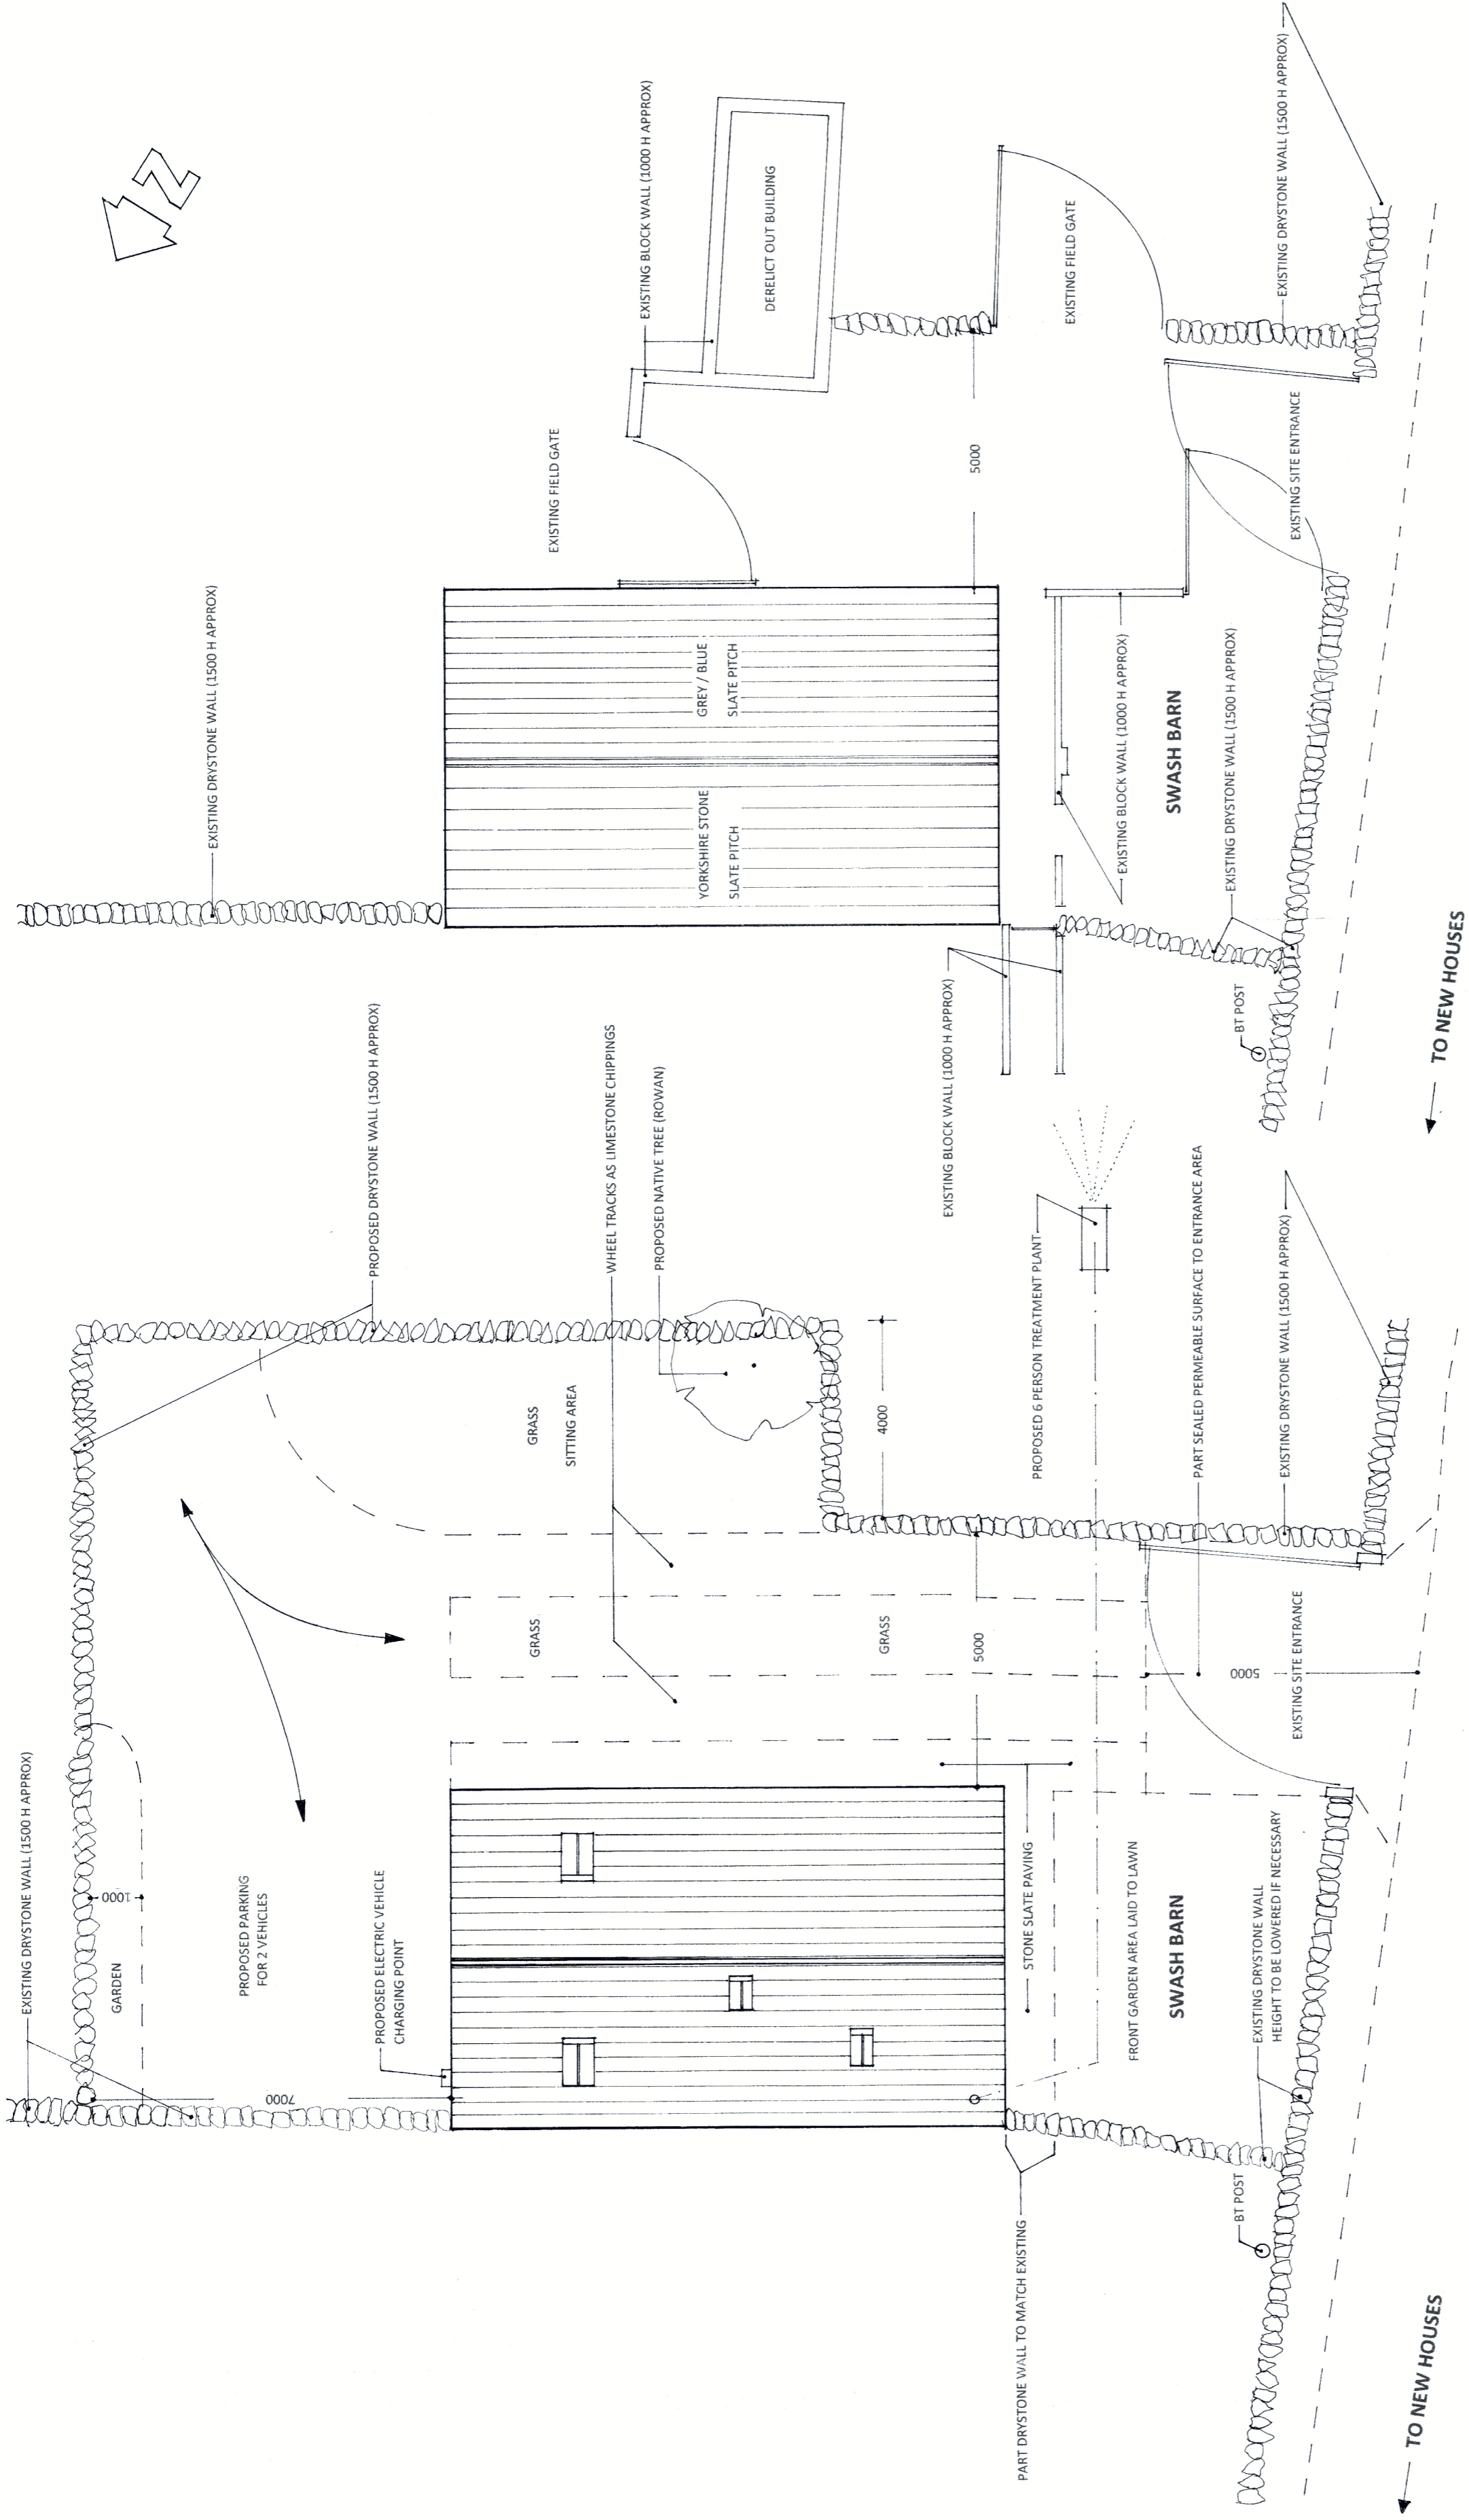 EXISTING DRYSTONE WALL (1500 H APPROX)
GARDEN
1000
PROPOSED PARKING
FOR 2 VEHICLES
7000
PROPOSED ELECTRIC VEHICLE
CHARGING POINT
PROPOSED DRYSTONE WALL (1500 H APPROX)
GRASS
SITTING AREA
GRASS
WHEEL TRACKS AS LIMESTONE CHIPPINGS
PROPOSED NATIVE TREE (ROWAN)
4000
GRASS
5000
PROPOSED 6 PERSON TREATMENT PLANT
STONE SLATE PAVING
PART DRYSTONE WALL TO MATCH EXISTING
FRONT GARDEN AREA LAID TO LAWN
SWASH BARN
PART SEALED PERMEABLE SURFACE TO ENTRANCE AREA
5000
EXISTING SITE ENTRANCE
EXISTING DRYSTONE WALL (1500 H APPROX)
EXISTING DRYSTONE WALL
HEIGHT TO BE LOWERED IF NECESSARY
BT POST
TO NEW HOUSES
N
EXISTING DRYSTONE WALL (1500 H APPROX)
EXISTING FIELD GATE
EXISTING BLOCK WALL (1000 H APPROX)
DERELICT OUT BUILDING
YORKSHIRE STONE
SLATE PITCH
GREY / BLUE
SLATE PITCH
5000
EXISTING FIELD GATE
EXISTING BLOCK WALL (1000 H APPROX)
EXISTING BLOCK WALL (1000 H APPROX)
SWASH BARN
EXISTING DRYSTONE WALL (1500 H APPROX)
EXISTING SITE ENTRANCE
EXISTING DRYSTONE WALL (1500 H APPROX)
BT POST
TO NEW HOUSES